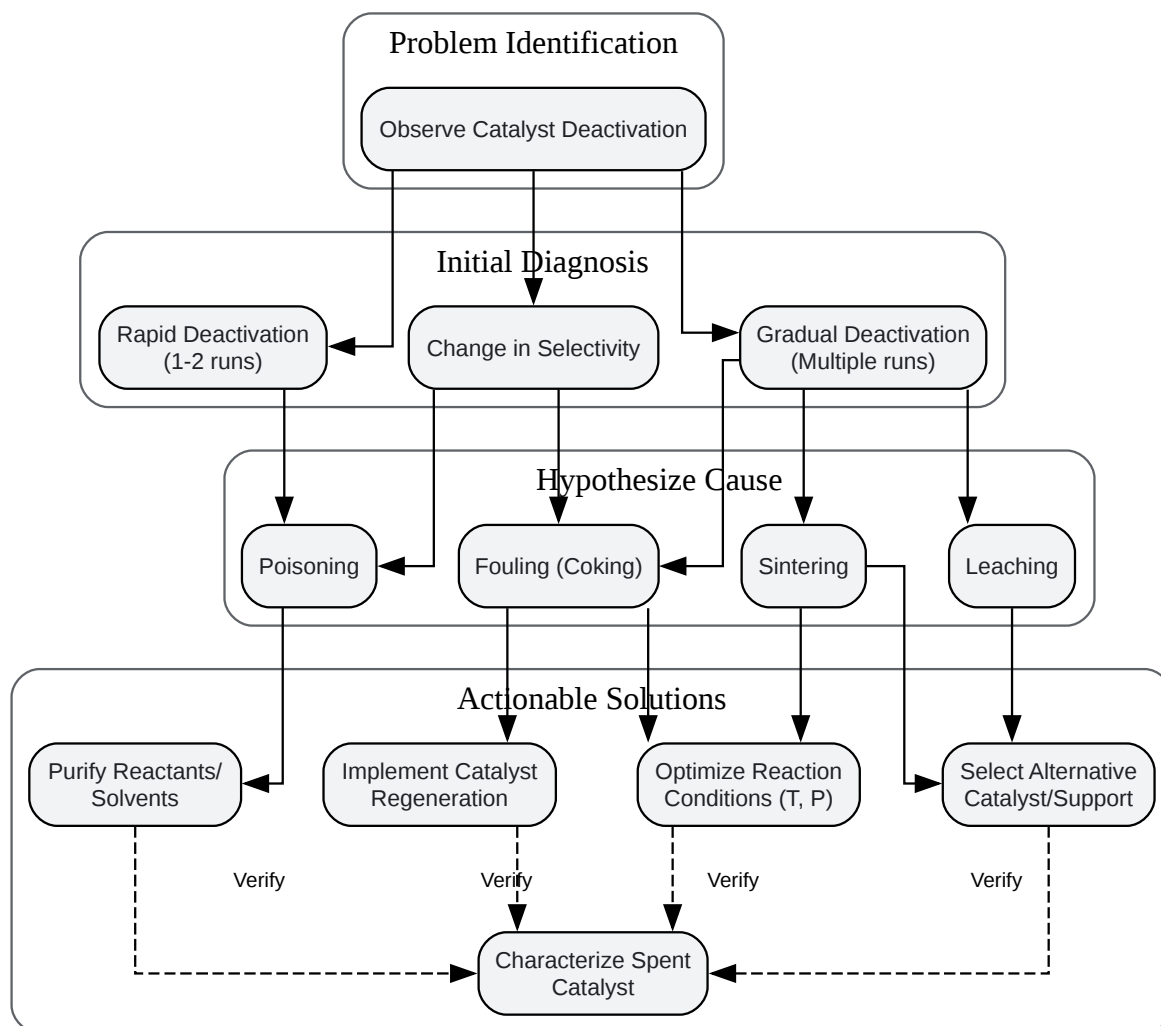 Problem Identification
Observe Catalyst Deactivation
Initial Diagnosis
Rapid Deactivation
(1-2 runs)
Change in Selectivity
Gradual Deactivation
(Multiple runs)
Hypothesize Cause
Poisoning
Fouling (Coking)
Sintering
Leaching
Actionable Solutions
Purify Reactants/
Solvents
Implement Catalyst
Regeneration
Optimize Reaction
Conditions (T, P)
Select Alternative
Catalyst/Support
Verify
Verify
Verify
Verify
Characterize Spent
Catalyst